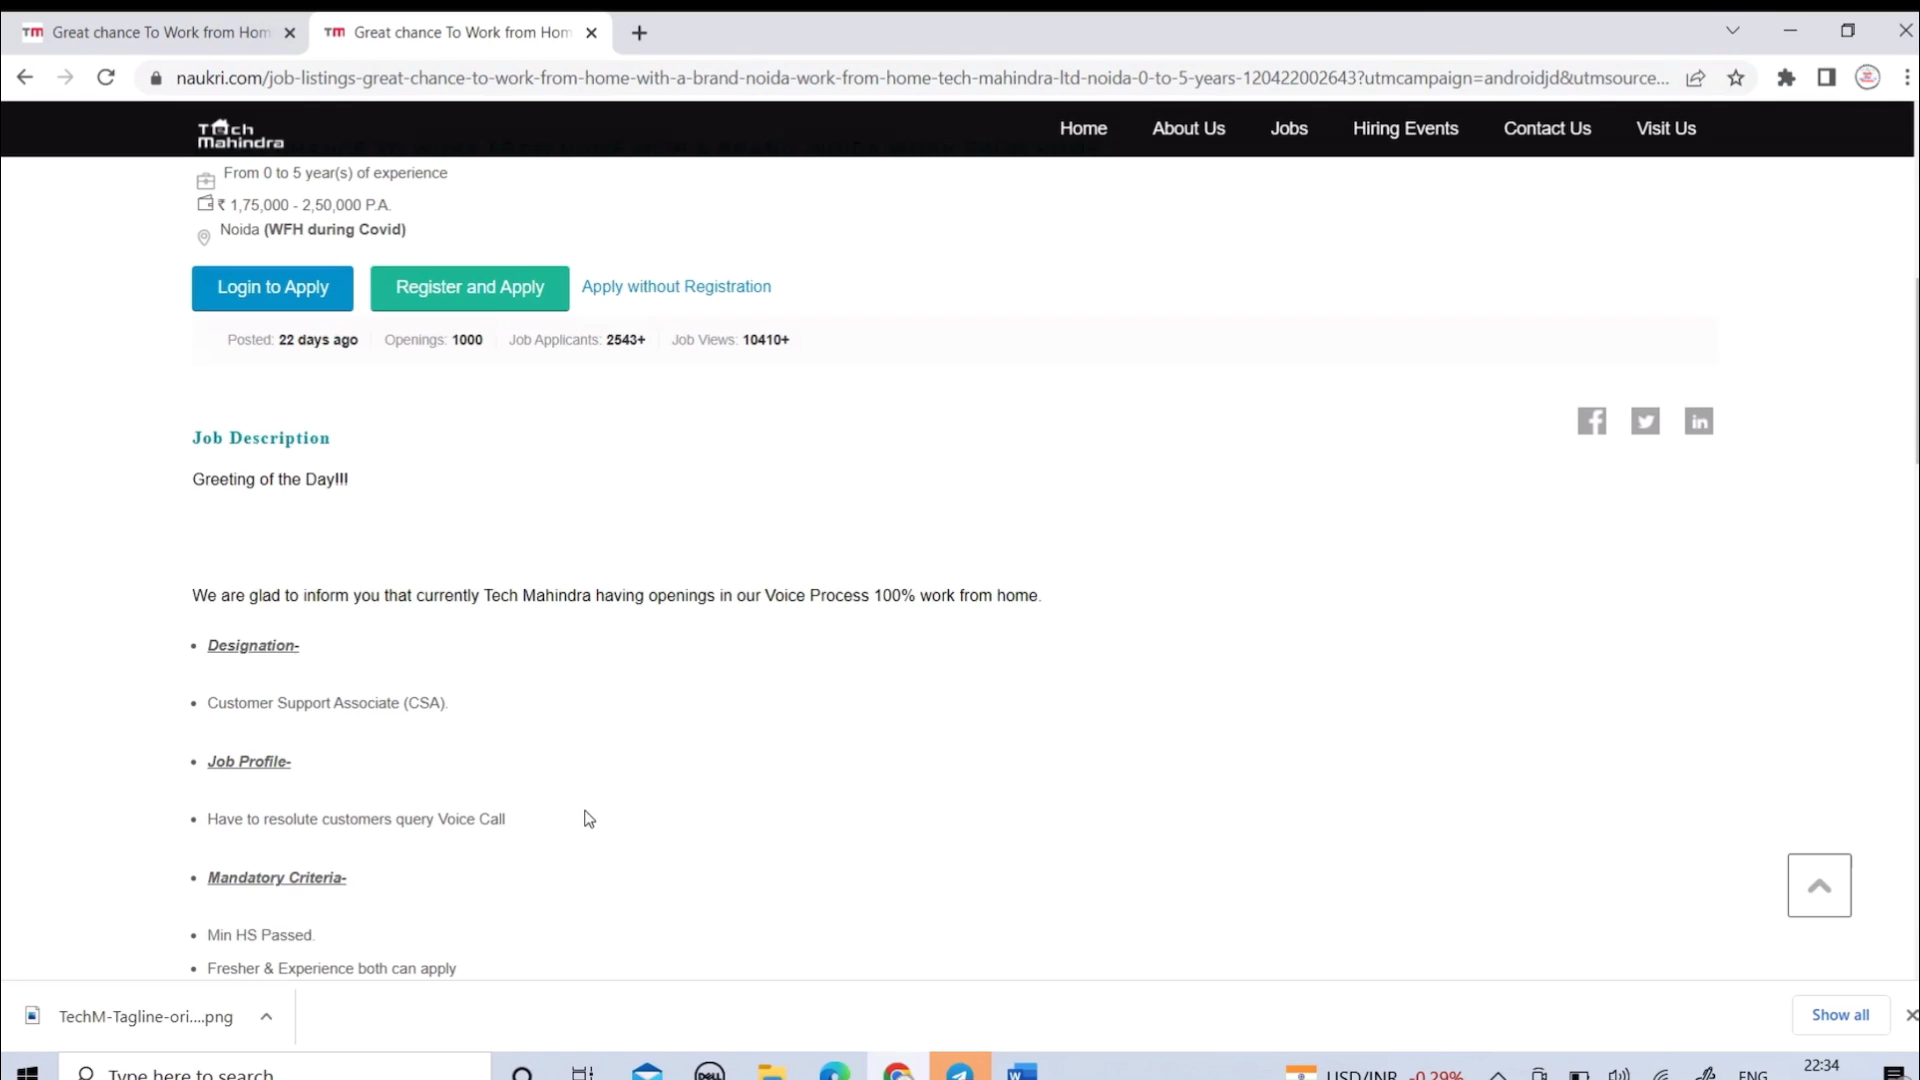 TM Great chance To Work from Hom
TM Great chance To Work from Hom
naukri.com/job-listings-great-chance-to-work-from-home-with-a-brand-noida-work-from-home-tech-mahindra-ltd-noida-0-to-5-years-120422002643?utmcampaign=androidjd&utmsource...
Tech
Mahindra
Home About Us Jobs Hiring Events Contact Us Visit Us
From 0 to 5 year(s) of experience
₹ 1,75,000 - 2,50,000 P.A.
Noida (WFH during Covid)
Login to Apply Register and Apply Apply without Registration
Posted: 22 days ago Openings: 1000 Job Applicants: 2543+ Job Views: 10410+
Job Description
Greeting of the Day!!!
We are glad to inform you that currently Tech Mahindra having openings in our Voice Process 100% work from home.
• Designation-
• Customer Support Associate (CSA).
• Job Profile-
• Have to resolute customers query Voice Call
• Mandatory Criteria-
• Min HS Passed.
• Fresher & Experience both can apply
TechM-Tagline-ori....png
Show all
Type here to search
DELL
W
USD/INR -0.29%
ENG
22:34